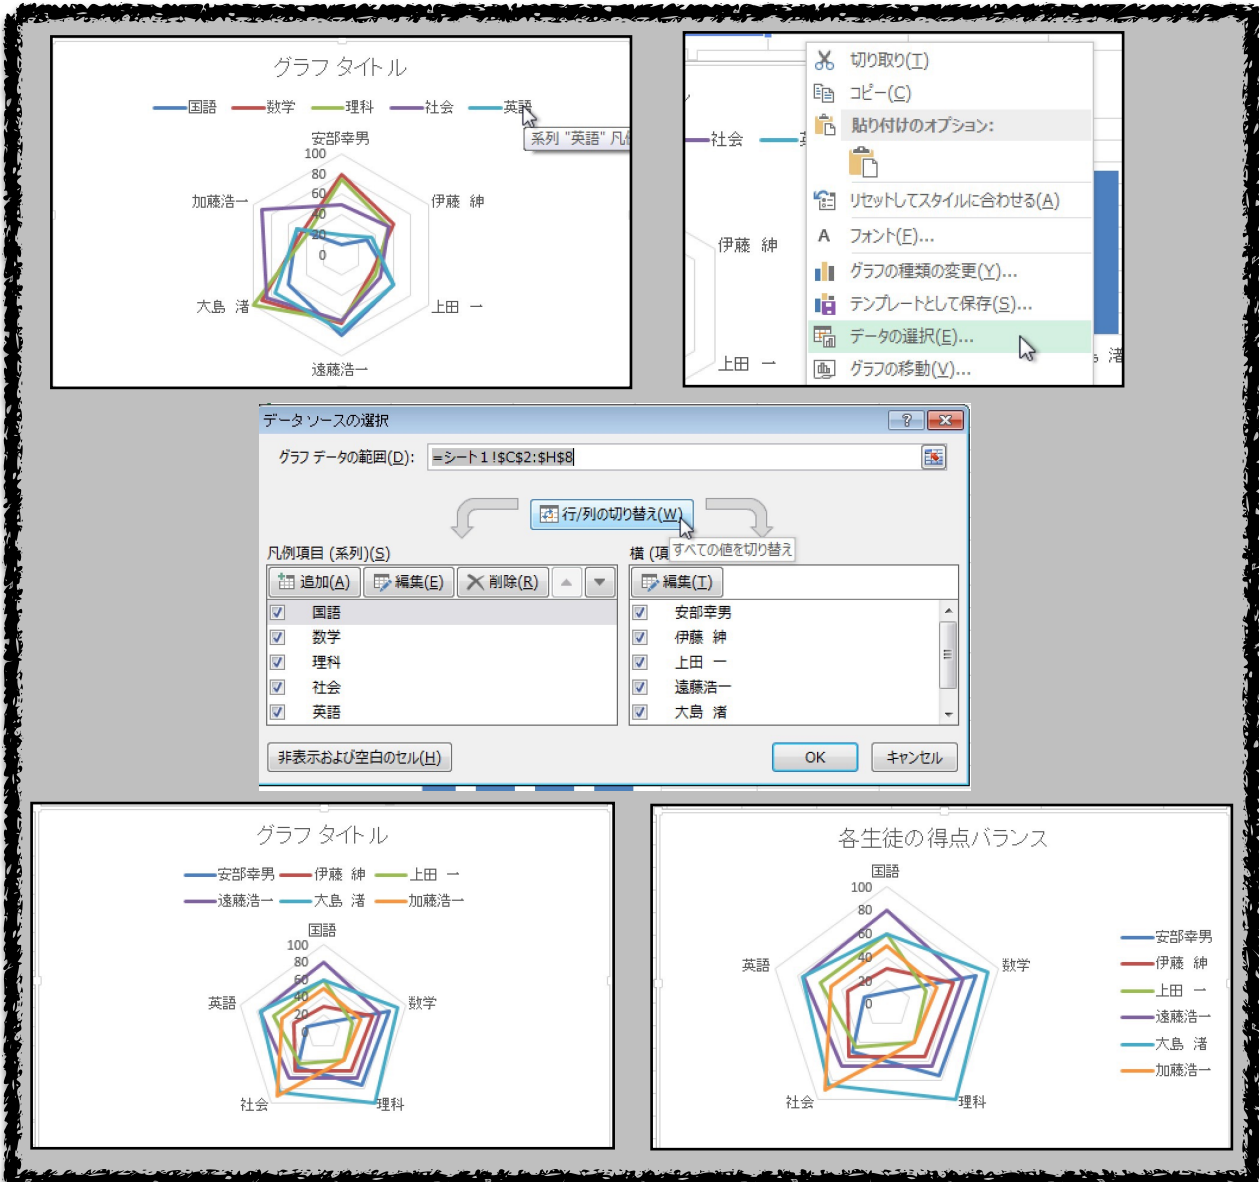 グラフ タイトル
国語 数学 理科 社会 英語
系列 "英語" 凡
安部幸男
100
80
60
40
20
0
伊藤 紳
上田 一
遠藤浩一
大島 渚
加藤浩一
社会
伊藤 紳
上田 一
切り取り(T)
コピー(C)
貼り付けのオプション:
リセットしてスタイルに合わせる(A)
フォント(F)...
グラフの種類の変更(Y)...
テンプレートとして保存(S)...
データの選択(E)...
グラフの移動(V)...
渚
データ ソースの選択
グラフ データの範囲(D): =シート1!$C$2:$H$8
行/列の切り替え(W)
すべての値を切り替え
凡例項目 (系列)(S)
追加(A) 編集(E) 削除(R)
国語
数学
理科
社会
英語
横 (項
編集(T)
安部幸男
伊藤 紳
上田 一
遠藤浩一
大島 渚
非表示および空白のセル(H)
OK キャンセル
グラフ タイトル
安部幸男 伊藤 紳 上田 一
遠藤浩一 大島 渚 加藤浩一
国語
100
80
60
40
20
0
数学
理科
社会
英語
各生徒の得点バランス
国語
100
80
60
40
20
0
数学
理科
社会
英語
安部幸男
伊藤 紳
上田 一
遠藤浩一
大島 渚
加藤浩一